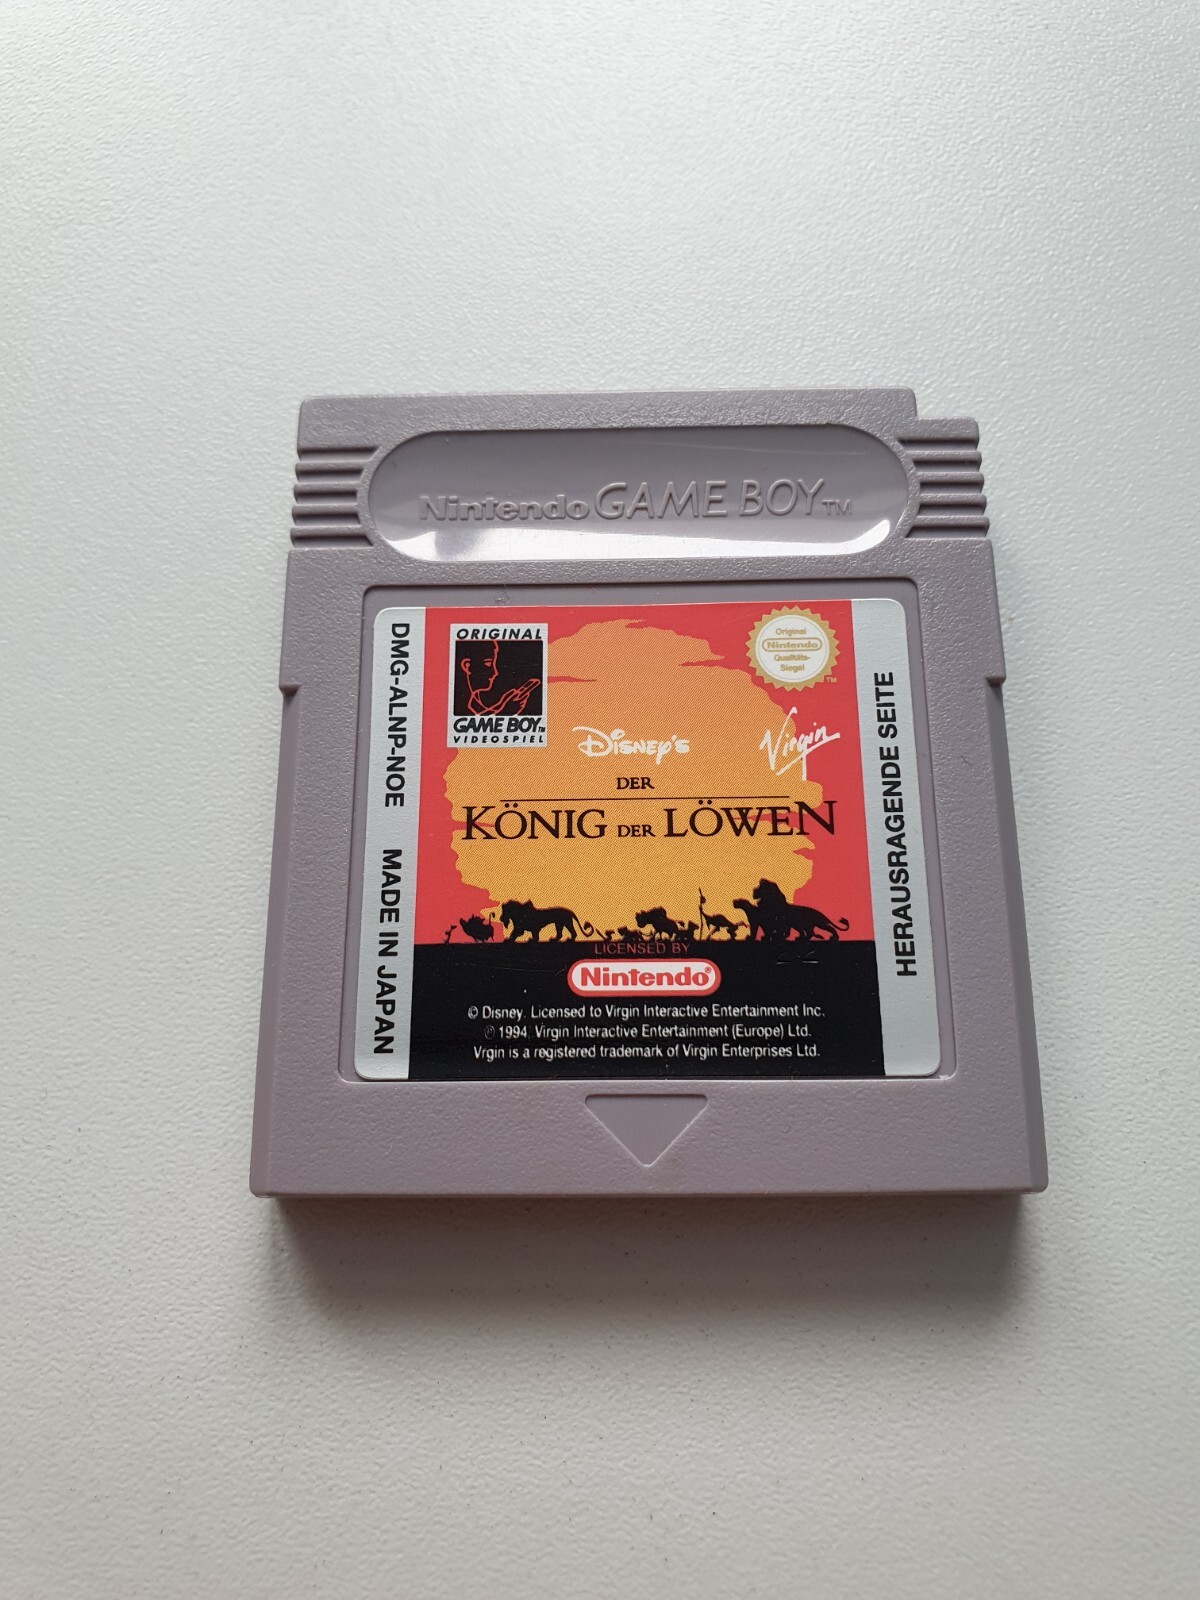 Nintendo GAME BOY TM
DMG-ALNP-NOE MADE IN JAPAN
ORIGINAL
GAME BOY TM
VIDEOSPIEL
Original
Nintendo
Qualitäts-
Siegel
TM
Disney's
Virgin
DER
KÖNIG DER LÖWEN
LICENSED BY
Nintendo®
© Disney. Licensed to Virgin Interactive Entertainment Inc.
℗ 1994 Virgin Interactive Entertainment (Europe) Ltd.
Vrgin is a registered trademark of Virgin Enterprises Ltd.
HERAUSRAGENDE SEITE